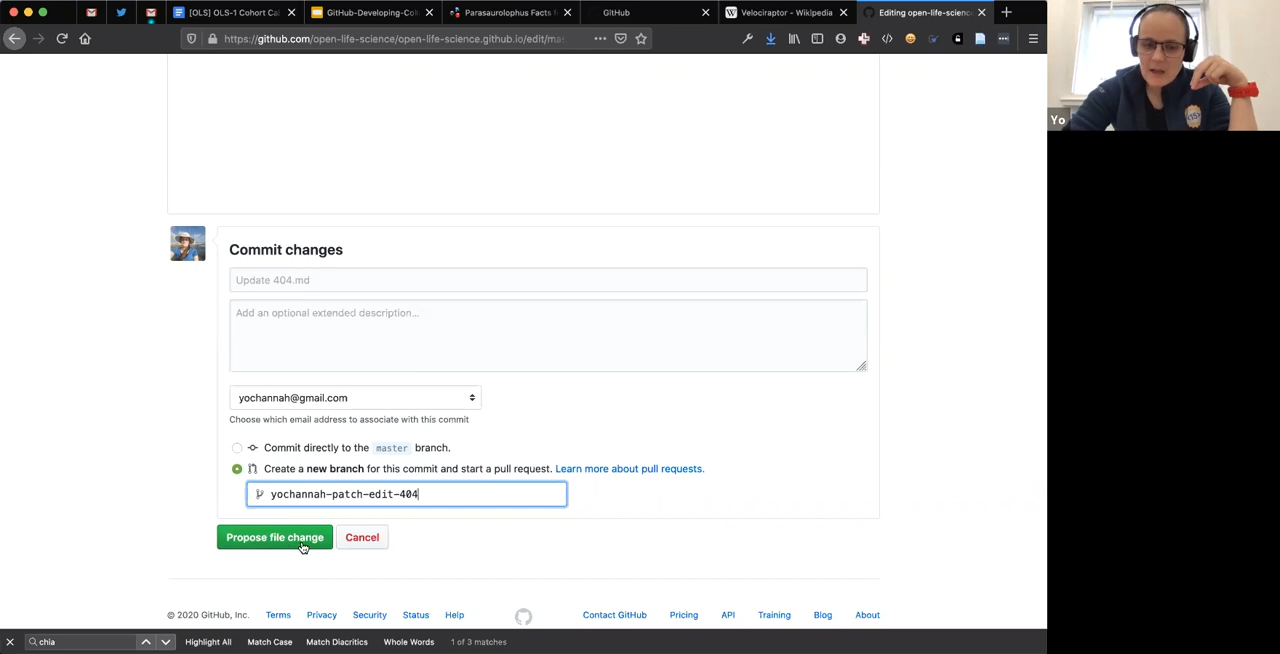 [OLS] OLS-1 Cohort Cal
GitHub-Developing-Col
Parasaurolophus Facts f
GitHub
Velociraptor - Wikipedia
Editing open-life-science
https://github.com/open-life-science/open-life-science.github.io/edit/mas
Yo
Commit changes
Update 404.md
Add an optional extended description...
yochannah@gmail.com
Choose which email address to associate with this commit
Commit directly to the master branch.
Create a new branch for this commit and start a pull request. Learn more about pull requests.
yochannah-patch-edit-404
Propose file change
Cancel
© 2020 GitHub, Inc.
Terms
Privacy
Security
Status
Help
Contact GitHub
Pricing
API
Training
Blog
About
chia
Highlight All
Match Case
Match Diacritics
Whole Words
1 of 3 matches